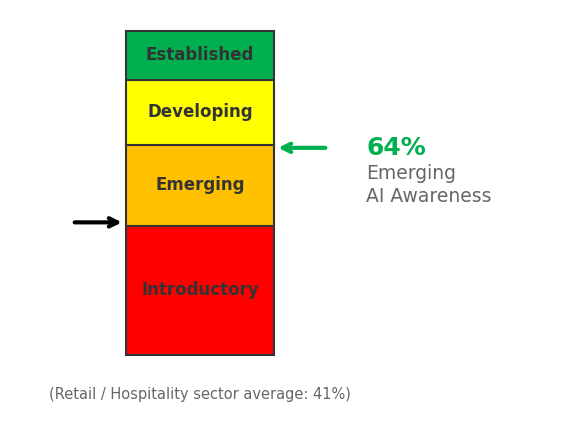 Established
Developing
64%
Emerging
AI Awareness
Emerging
Introductory
(Retail / Hospitality sector average: 41%)